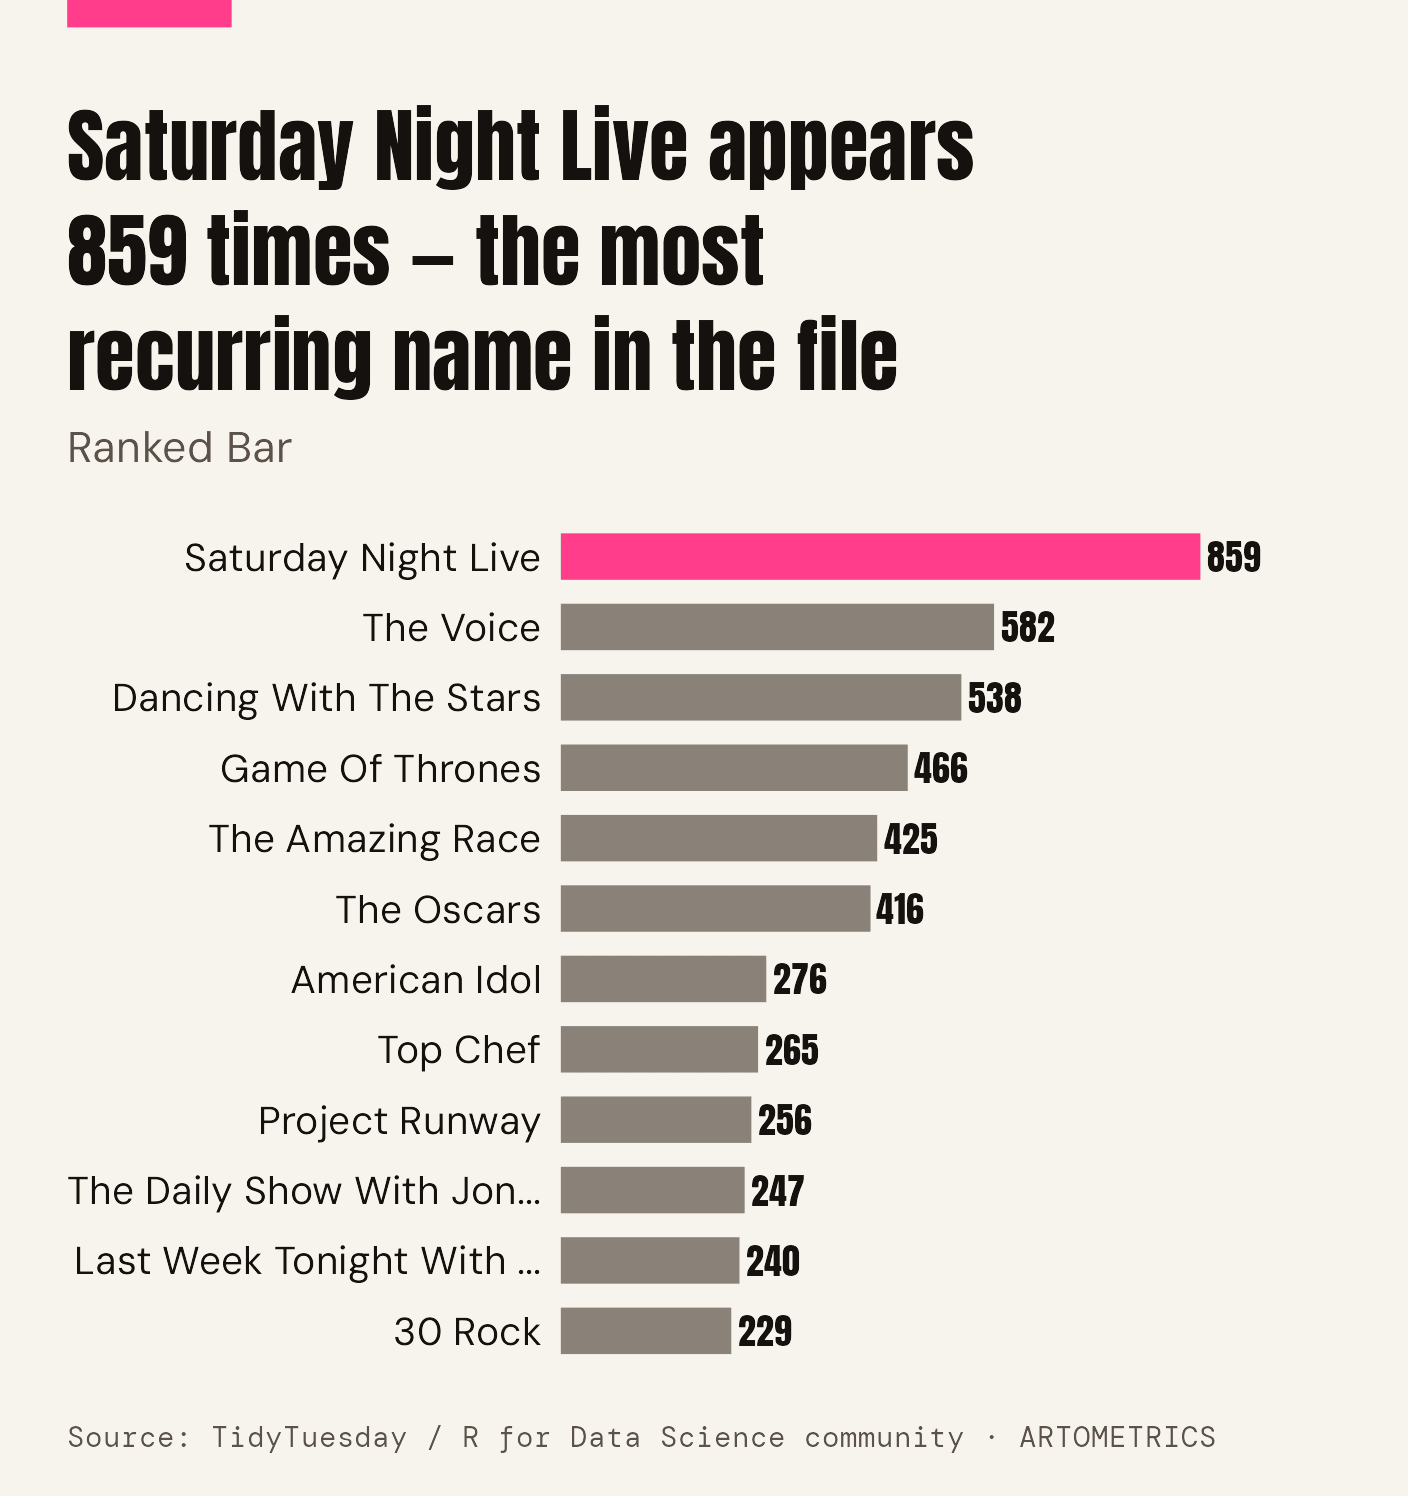 Saturday Night Live appears
859 times – the most
recurring name in the file
Ranked Bar
Saturday Night Live 859
The Voice 582
Dancing With The Stars 538
Game Of Thrones 466
The Amazing Race 425
The Oscars 416
American Idol 276
Top Chef 265
Project Runway 256
The Daily Show With Jon... 247
Last Week Tonight With ... 240
30 Rock 229
Source: TidyTuesday / R for Data Science community · ARTOMETRICS